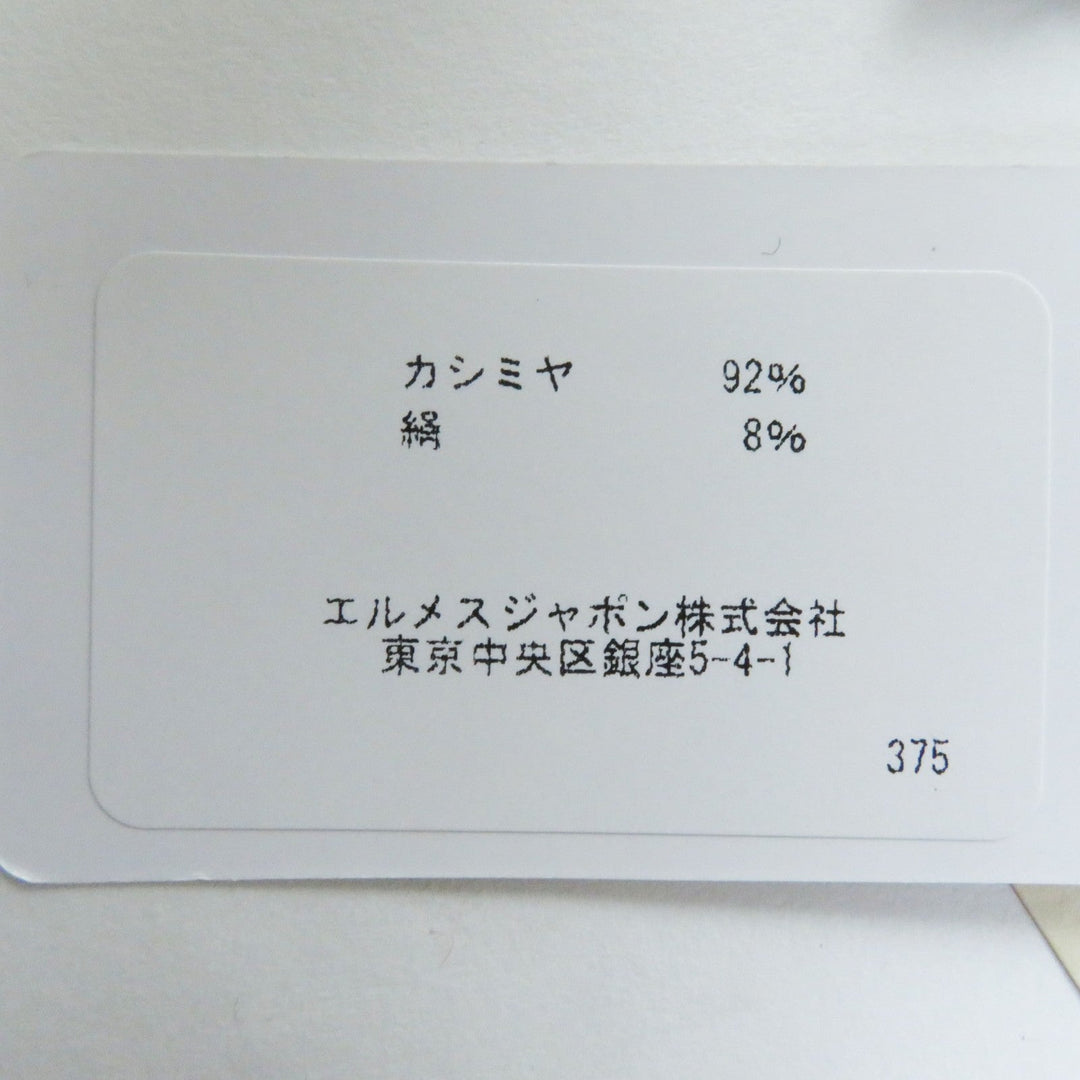 カシミヤ 92%
絹 8%
エルメスジャポン株式会社
東京中央区銀座5-4-1
375